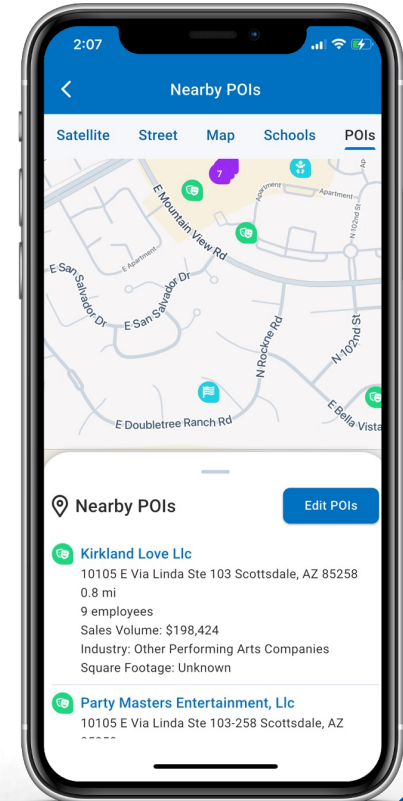 2:07
Nearby POIs
Satellite Street Map Schools POIs
7
Apartment
Apartment
Ap
E Mountain View Rd
N 102nd St
E Apartment
E San Salvador Dr
E San Salvador Dr
N Rockne Rd
N 102nd St
E Doubletree Ranch Rd
E Bella Vista
Nearby POIs
Edit POIs
Kirkland Love Llc
10105 E Via Linda Ste 103 Scottsdale, AZ 85258
0.8 mi
9 employees
Sales Volume: $198,424
Industry: Other Performing Arts Companies
Square Footage: Unknown
Party Masters Entertainment, Llc
10105 E Via Linda Ste 103-258 Scottsdale, AZ